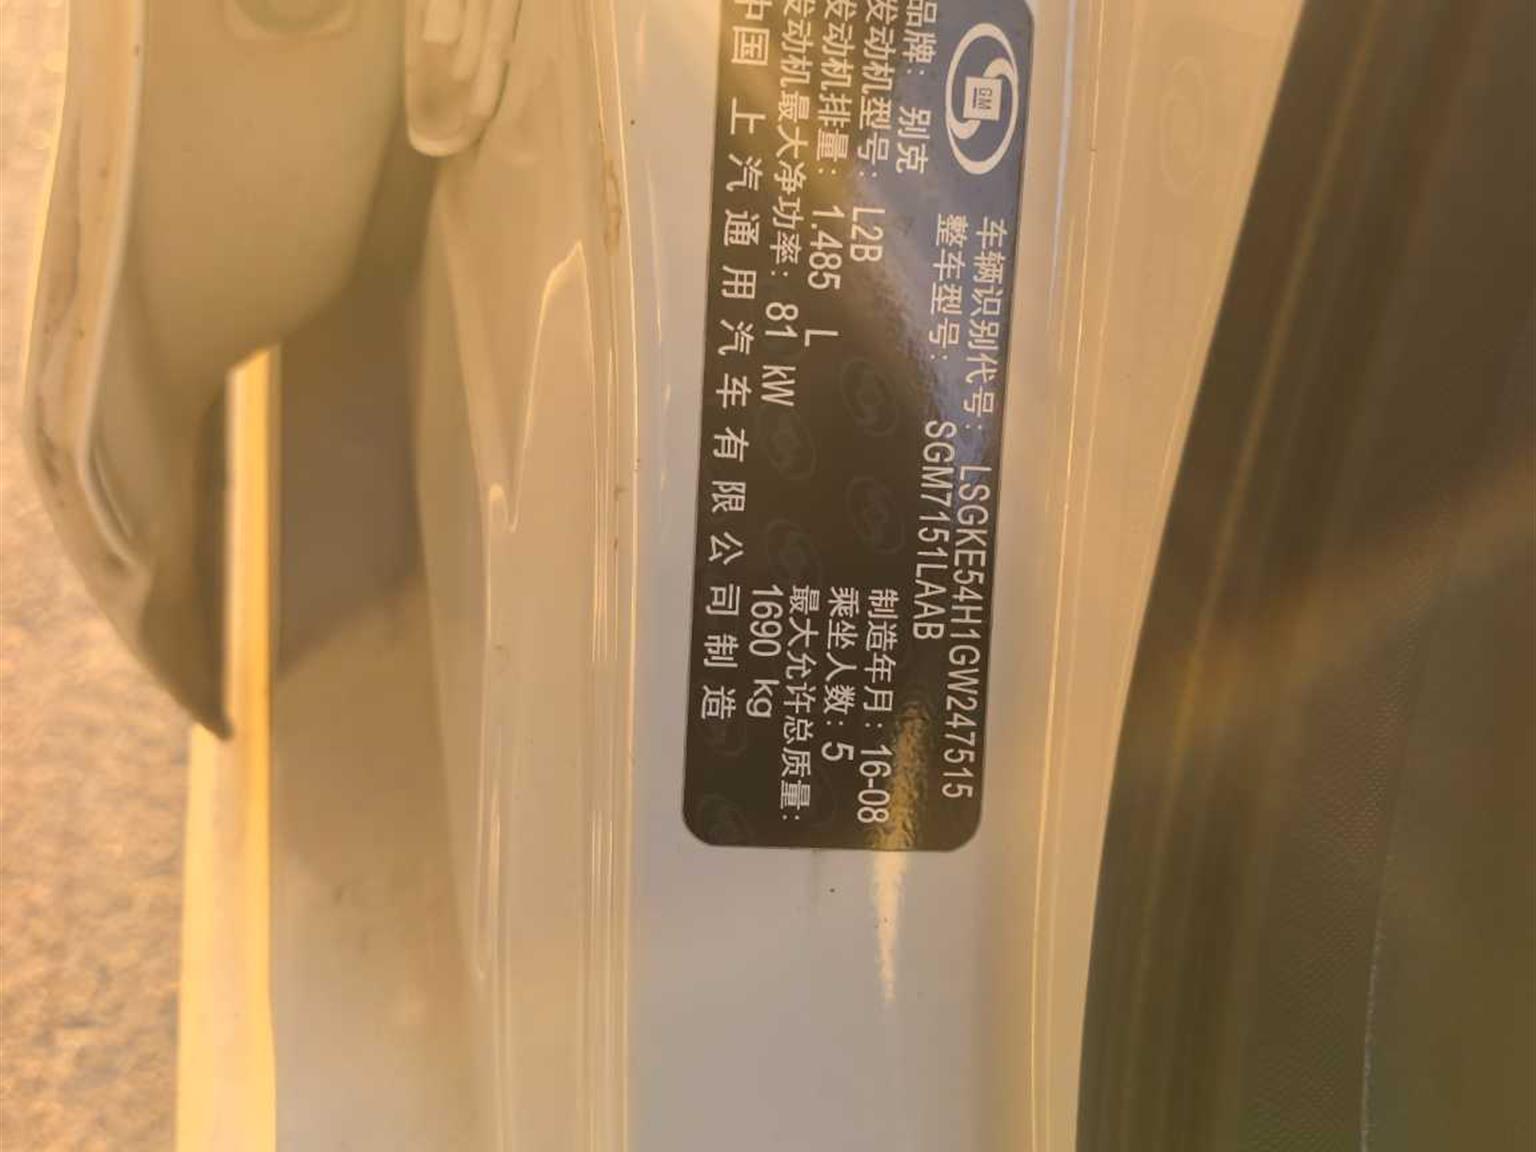 GM
车辆识别代号: LSGKE54H1GW247515
整车型号: SGM7151LAAB
品牌: 别克
发动机型号: L2B
制造年月: 16-08
发动机排量: 1.485 L
乘坐人数: 5
发动机最大净功率: 81 kW
最大允许总质量: 1690 kg
中国 上汽通用汽车有限公司制造